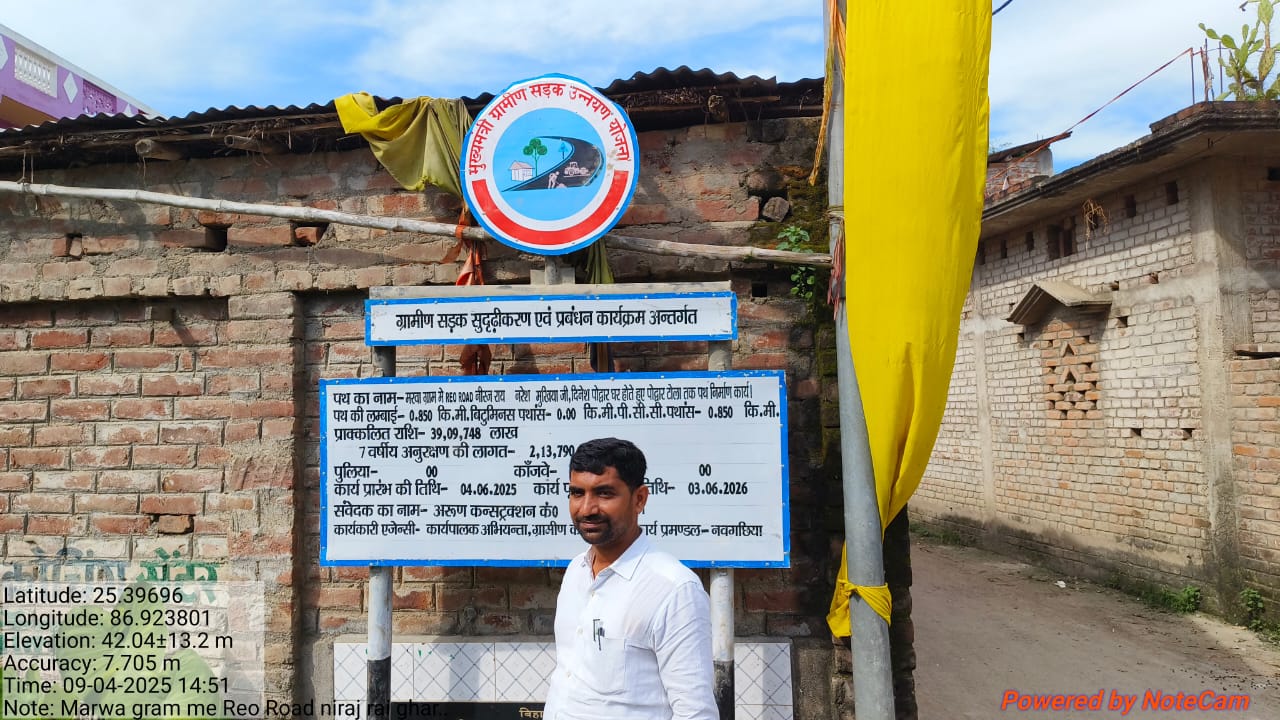 मुख्यमंत्री ग्रामीण सड़क उन्नयण योजना
ग्रामीण सड़क सुदृढ़ीकरण एवं प्रबंधन कार्यक्रम अन्तर्गत
पथ का नाम- मरवा ग्राम मे REO ROAD नीरज राय नरेश मुखिया जी,दिनेश पोद्दार घर होते हुए पोद्दार टोला तक पथ निर्माण कार्य।
पथ की लम्बाई- 0.850 कि.मी.बिटुमिनस पर्थांस- 0.00 कि.मी.पी.सी.सी.पर्थांस- 0.850 कि.मी.
प्राक्कलित राशि- 39,09,748 लाख
7 वर्षीय अनुरक्षण की लागत- 2,13,790
पुलिया- 00 काँजवे- 00
कार्य प्रारंभ की तिथि- 04.06.2025 कार्य तिथि- 03.06.2026
संवेदक का नाम- अरूण कन्सट्रक्शन कं०
कार्यकारी एजेन्सी- कार्यपालक अभियन्ता,ग्रामीण कार्य प्रमण्डल- नवगछिया
कोचिंग सेंटर
Latitude: 25.39696
Longitude: 86.923801
Elevation: 42.04±13.2 m
Accuracy: 7.705 m
Time: 09-04-2025 14:51
Note: Marwa gram me Reo Road niraj rai ghar..
Powered by NoteCam